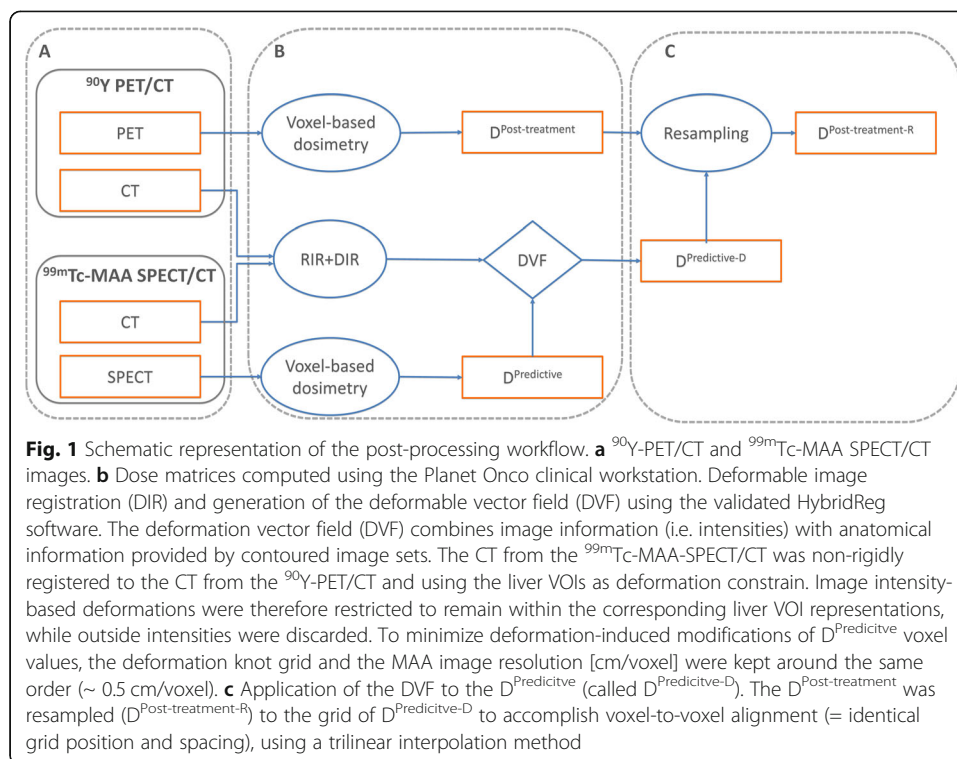 A
B
C
⁹⁰Y PET/CT
PET
CT
⁹⁹ᵐTc-MAA SPECT/CT
CT
SPECT
Voxel-based
dosimetry
D^Post-treatment
RIR+DIR
DVF
Voxel-based
dosimetry
D^Predictive
Resampling
D^Post-treatment-R
D^Predictive-D
Fig. 1 Schematic representation of the post-processing workflow. a ⁹⁰Y-PET/CT and ⁹⁹ᵐTc-MAA SPECT/CT
images. b Dose matrices computed using the Planet Onco clinical workstation. Deformable image
registration (DIR) and generation of the deformable vector field (DVF) using the validated HybridReg
software. The deformation vector field (DVF) combines image information (i.e. intensities) with anatomical
information provided by contoured image sets. The CT from the ⁹⁹ᵐTc-MAA-SPECT/CT was non-rigidly
registered to the CT from the ⁹⁰Y-PET/CT and using the liver VOIs as deformation constrain. Image intensity-
based deformations were therefore restricted to remain within the corresponding liver VOI representations,
while outside intensities were discarded. To minimize deformation-induced modifications of D^Predicitve voxel
values, the deformation knot grid and the MAA image resolution [cm/voxel] were kept around the same
order (~ 0.5 cm/voxel). c Application of the DVF to the D^Predicitve (called D^Predicitve-D). The D^Post-treatment was
resampled (D^Post-treatment-R) to the grid of D^Predicitve-D to accomplish voxel-to-voxel alignment (= identical
grid position and spacing), using a trilinear interpolation method